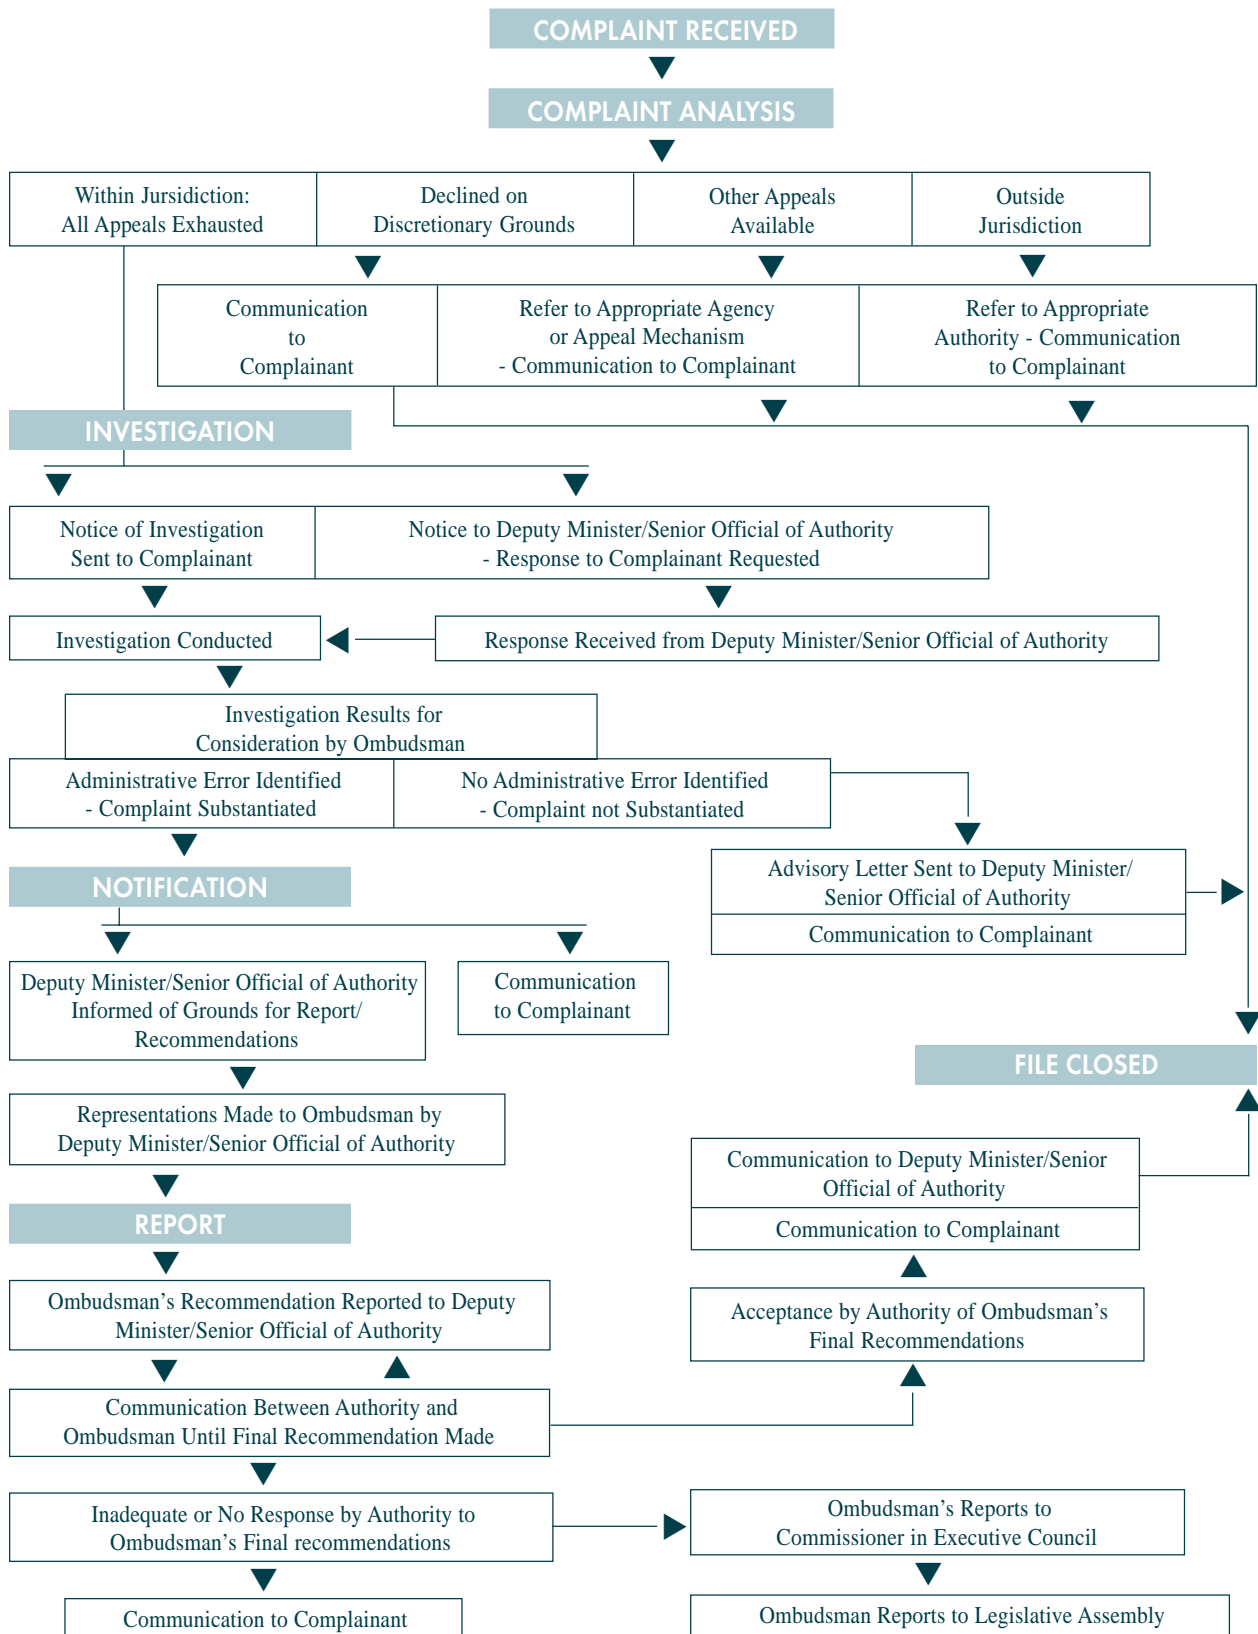 COMPLAINT RECEIVED
COMPLAINT ANALYSIS
Within Jursidiction:
All Appeals Exhausted
Declined on
Discretionary Grounds
Other Appeals
Available
Outside
Jurisdiction
Communication
to
Complainant
Refer to Appropriate Agency
or Appeal Mechanism
- Communication to Complainant
Refer to Appropriate
Authority - Communication
to Complainant
INVESTIGATION
Notice of Investigation
Sent to Complainant
Notice to Deputy Minister/Senior Official of Authority
- Response to Complainant Requested
Investigation Conducted
Response Received from Deputy Minister/Senior Official of Authority
Investigation Results for
Consideration by Ombudsman
Administrative Error Identified
- Complaint Substantiated
No Administrative Error Identified
- Complaint not Substantiated
Advisory Letter Sent to Deputy Minister/
Senior Official of Authority
Communication to Complainant
NOTIFICATION
Deputy Minister/Senior Official of Authority
Informed of Grounds for Report/
Recommendations
Communication
to Complainant
FILE CLOSED
Representations Made to Ombudsman by
Deputy Minister/Senior Official of Authority
Communication to Deputy Minister/Senior
Official of Authority
Communication to Complainant
REPORT
Ombudsman's Recommendation Reported to Deputy
Minister/Senior Official of Authority
Acceptance by Authority of Ombudsman's
Final Recommendations
Communication Between Authority and
Ombudsman Until Final Recommendation Made
Inadequate or No Response by Authority to
Ombudsman's Final recommendations
Ombudsman's Reports to
Commissioner in Executive Council
Communication to Complainant
Ombudsman Reports to Legislative Assembly